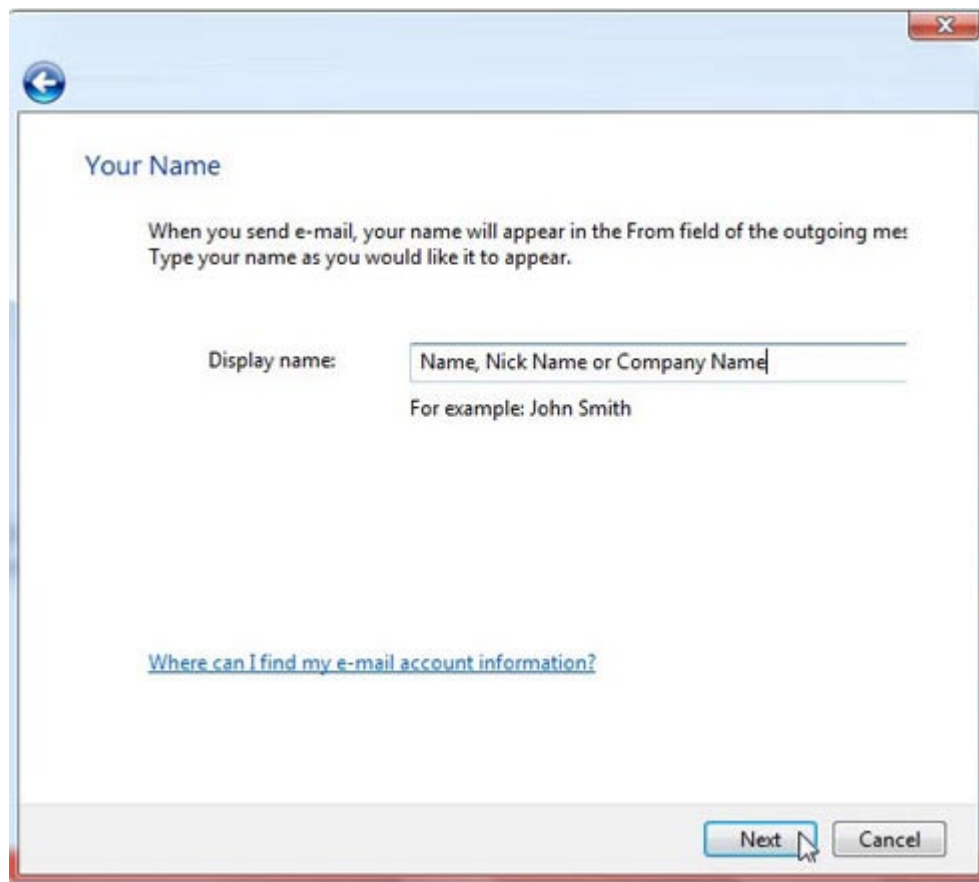 Your Name
When you send e-mail, your name will appear in the From field of the outgoing
Type your name as you would like it to appear.
Display name: Name, Nick Name or Company Name
For example: John Smith
Where can I find my e-mail account information?
Next Cancel